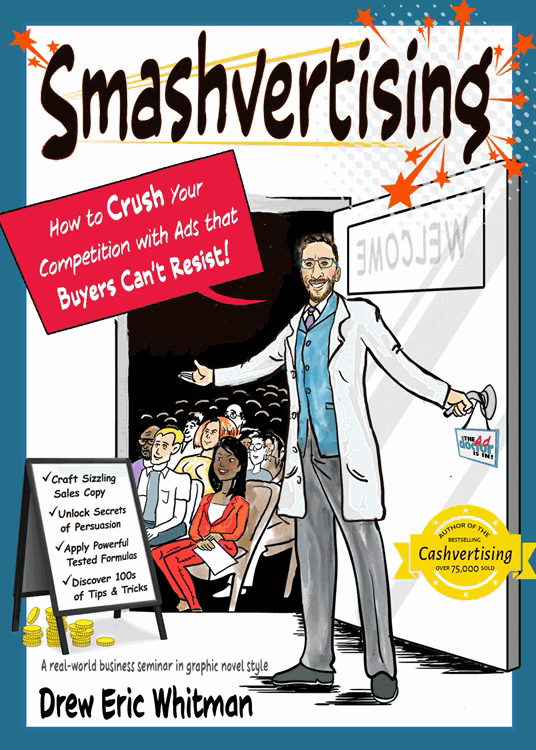 Smashvertising
How to Crush Your
Competition with Ads that
Buyers Can't Resist!
WELCOME
THE Ad
doctor
IS IN!
✓Craft Sizzling
Sales Copy
✓Unlock Secrets
of Persuasion
✓Apply Powerful
Tested Formulas
✓Discover 100s
of Tips & Tricks
AUTHOR OF THE
BESTSELLING
Cashvertising
OVER 75,000 SOLD
A real-world business seminar in graphic novel style
Drew Eric Whitman